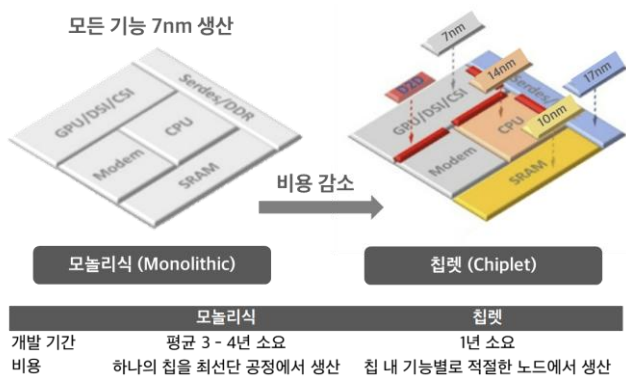 모든 기능 7nm 생산
GPU/DSI/CSI
Serdes/DDR
CPU
Modem
SRAM
7nm
14nm
17nm
D2D
10nm
GPU/DSI/CSI
Serdes/
CPU
Modem
SRAM
비용 감소
모놀리식 (Monolithic)
칩렛 (Chiplet)
모놀리식 칩렛
개발 기간 평균 3 - 4년 소요 1년 소요
비용 하나의 칩을 최선단 공정에서 생산 칩 내 기능별로 적절한 노드에서 생산